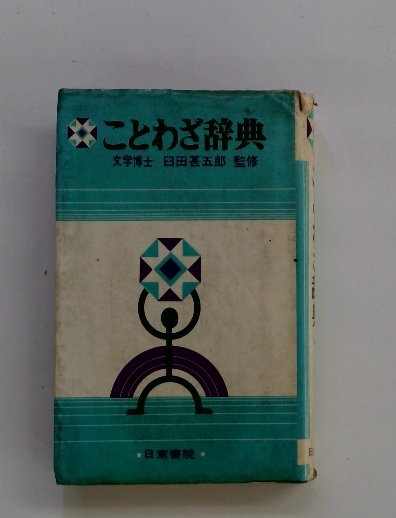 ことわざ辞典
文学博士 臼田甚五郎 監修
日東書院